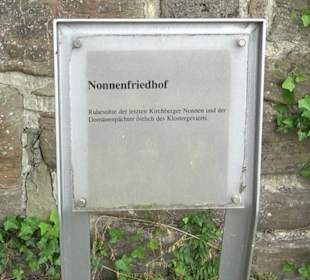 Nonnenfriedhof
Ruhestätte der letzten Kirchberger Nonnen und der
Domänenpächter östlich des Klostergevierts.